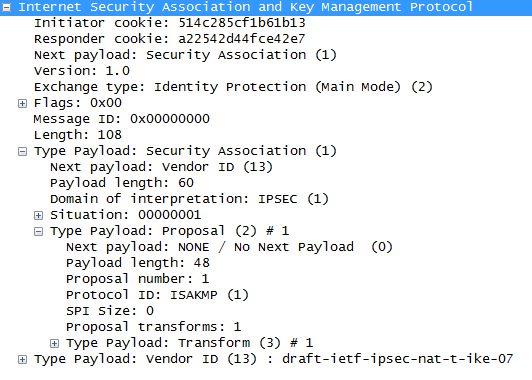 Internet Security Association and Key Management Protocol
Initiator cookie: 514c285cf1b61b13
Responder cookie: a22542d44fce42e7
Next payload: Security Association (1)
Version: 1.0
Exchange type: Identity Protection (Main Mode) (2)
Flags: 0x00
Message ID: 0x00000000
Length: 108
Type Payload: Security Association (1)
Next payload: Vendor ID (13)
Payload length: 60
Domain of interpretation: IPSEC (1)
Situation: 00000001
Type Payload: Proposal (2) # 1
Next payload: NONE / No Next Payload  (0)
Payload length: 48
Proposal number: 1
Protocol ID: ISAKMP (1)
SPI Size: 0
Proposal transforms: 1
Type Payload: Transform (3) # 1
Type Payload: Vendor ID (13) : draft-ietf-ipsec-nat-t-ike-07